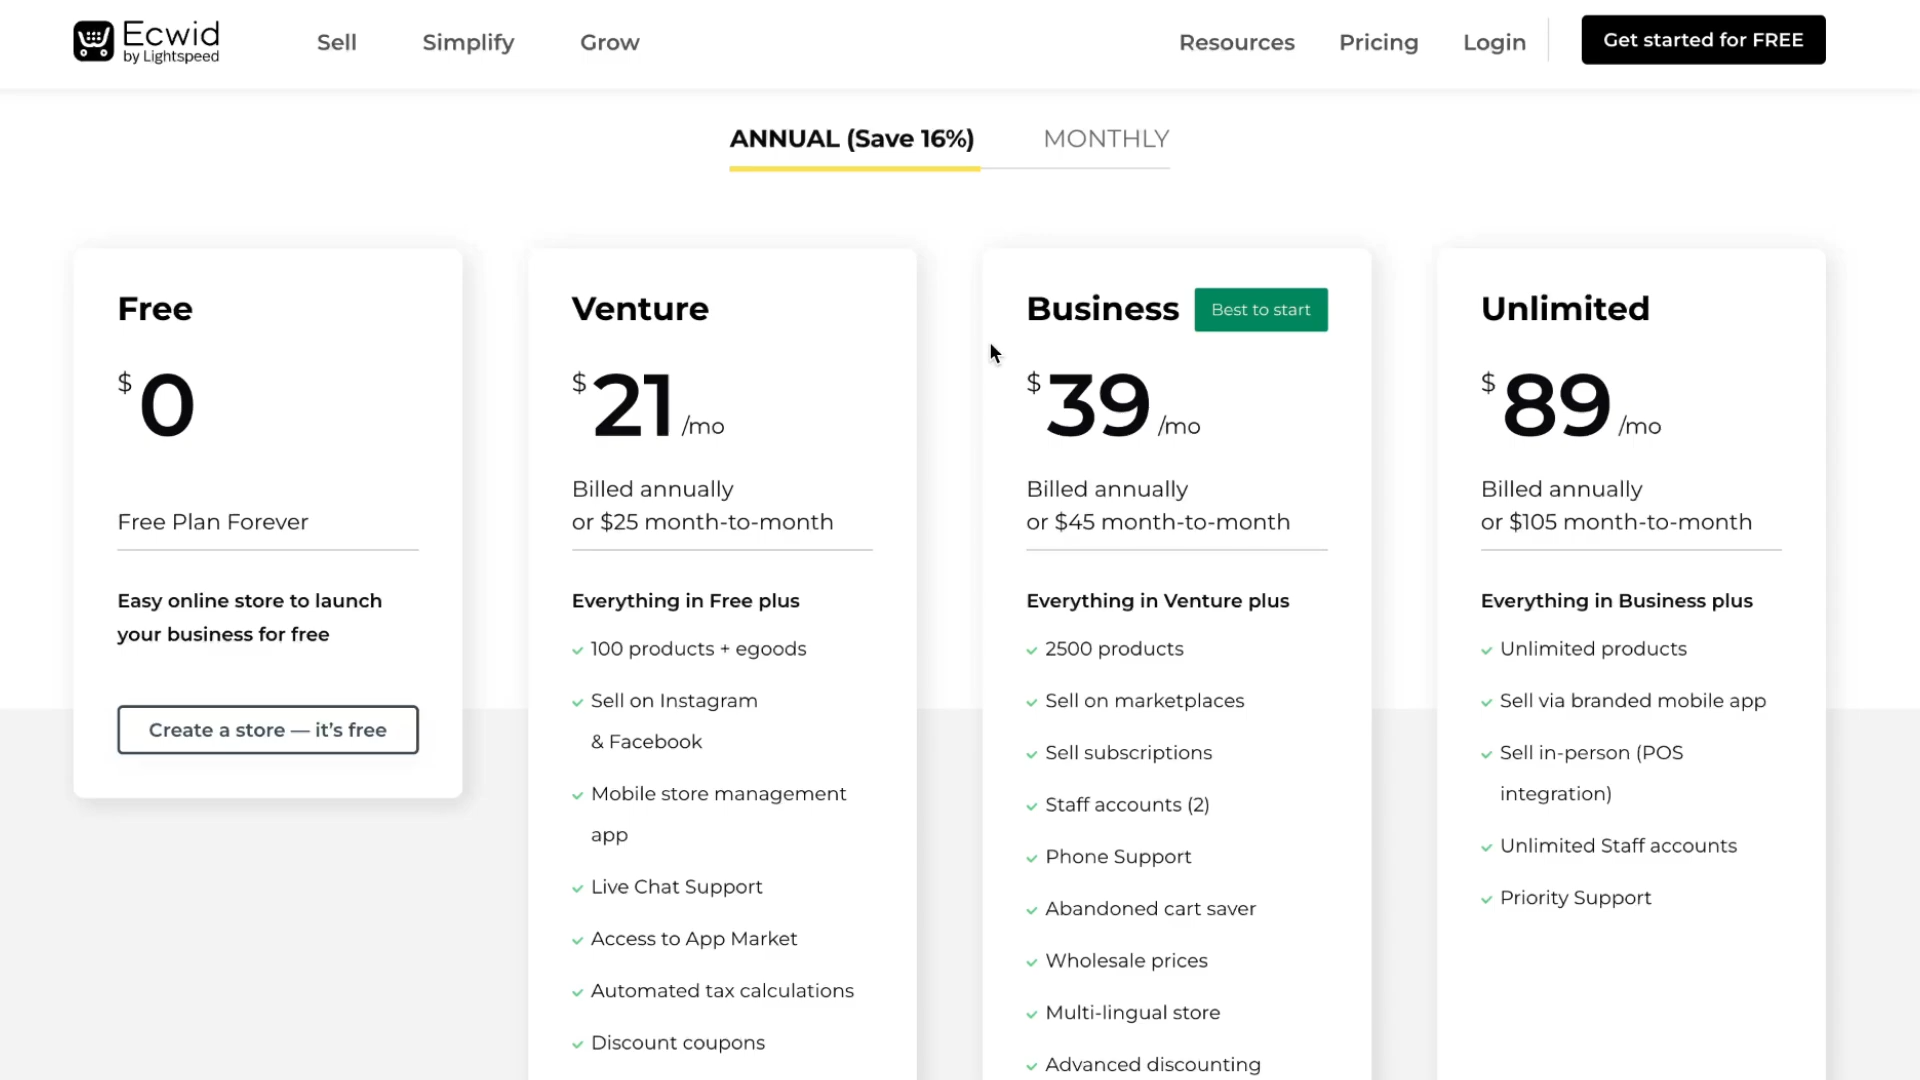 Ecwid
by Lightspeed
Sell
Simplify
Grow
Resources
Pricing
Login
Get started for FREE
ANNUAL (Save 16%)
MONTHLY
Free
$0
Free Plan Forever
Easy online store to launch
your business for free
Create a store — it’s free
Venture
$21/mo
Billed annually
or $25 month-to-month
Everything in Free plus
100 products + egoods
Sell on Instagram
& Facebook
Mobile store management
app
Live Chat Support
Access to App Market
Automated tax calculations
Discount coupons
Business
Best to start
$39/mo
Billed annually
or $45 month-to-month
Everything in Venture plus
2500 products
Sell on marketplaces
Sell subscriptions
Staff accounts (2)
Phone Support
Abandoned cart saver
Wholesale prices
Multi-lingual store
Advanced discounting
Unlimited
$89/mo
Billed annually
or $105 month-to-month
Everything in Business plus
Unlimited products
Sell via branded mobile app
Sell in-person (POS
integration)
Unlimited Staff accounts
Priority Support